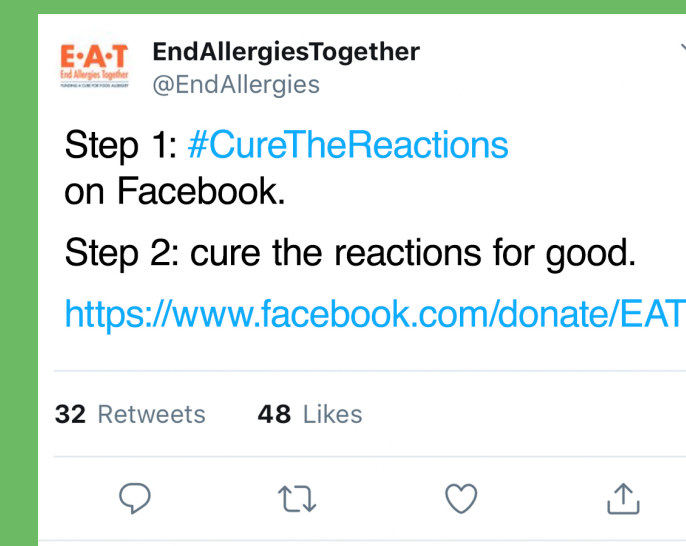 E·A·T
End Allergies Together
EndAllergiesTogether
@EndAllergies
Step 1: #CureTheReactions
on Facebook.
Step 2: cure the reactions for good.
https://www.facebook.com/donate/EAT
32 Retweets 48 Likes